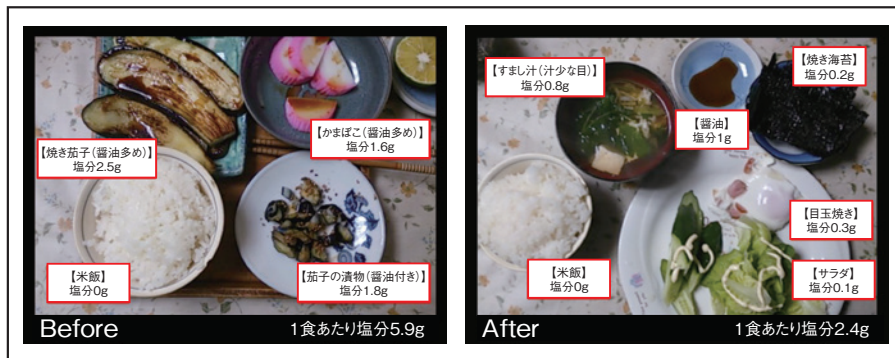 【焼き茄子(醤油多め)】
塩分2.5g
【かまぼこ(醤油多め)】
塩分1.6g
【米飯】
塩分0g
【茄子の漬物(醤油付き)】
塩分1.8g
Before
1食あたり塩分5.9g
【すまし汁(汁少な目)】
塩分0.8g
【焼き海苔】
塩分0.2g
【醤油】
塩分1g
【目玉焼き】
塩分0.3g
【米飯】
塩分0g
【サラダ】
塩分0.1g
After
1食あたり塩分2.4g